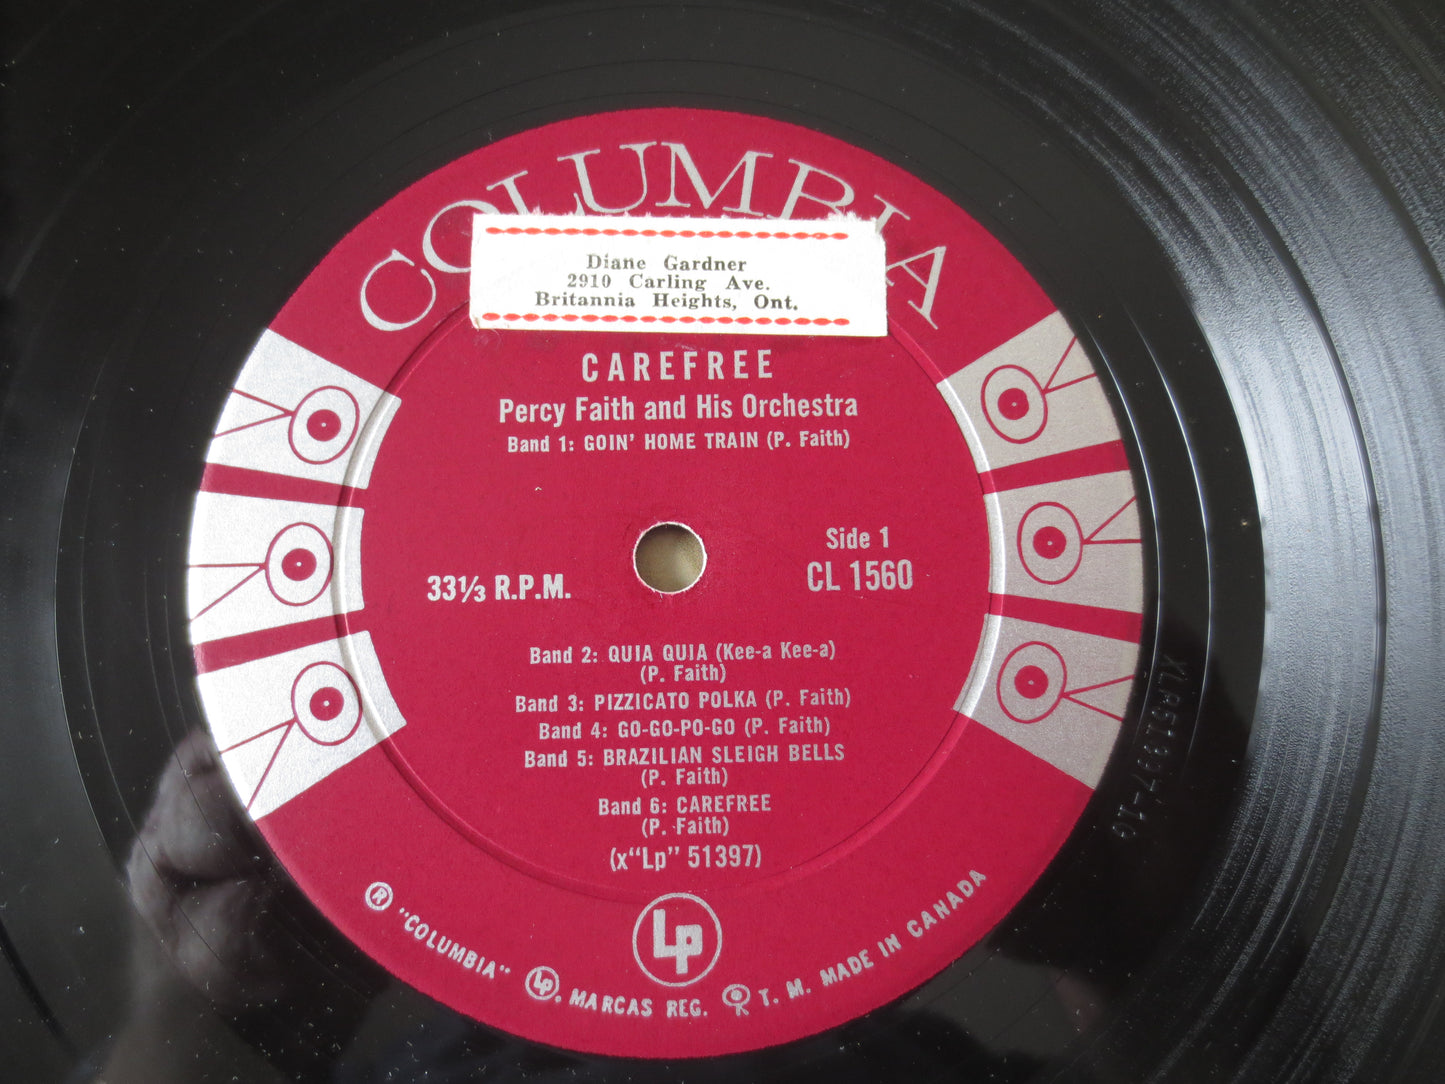 COLUMBIA
Diane Gardner
2910 Carling Ave.
Britannia Heights, Ont.
CAREFREE
Percy Faith and His Orchestra
Band 1: GOIN' HOME TRAIN (P. Faith)
Side 1
33⅓ R.P.M.
CL 1560
Band 2: QUIA QUIA (Kee-a Kee-a)
(P. Faith)
Band 3: PIZZICATO POLKA (P. Faith)
Band 4: GO-GO-PO-GO (P. Faith)
Band 5: BRAZILIAN SLEIGH BELLS
(P. Faith)
Band 6: CAREFREE
(P. Faith)
(x"Lp" 51397)
Lp
® "COLUMBIA" Lp. MARCAS REG. T. M. MADE IN CANADA
XLP51397-1G